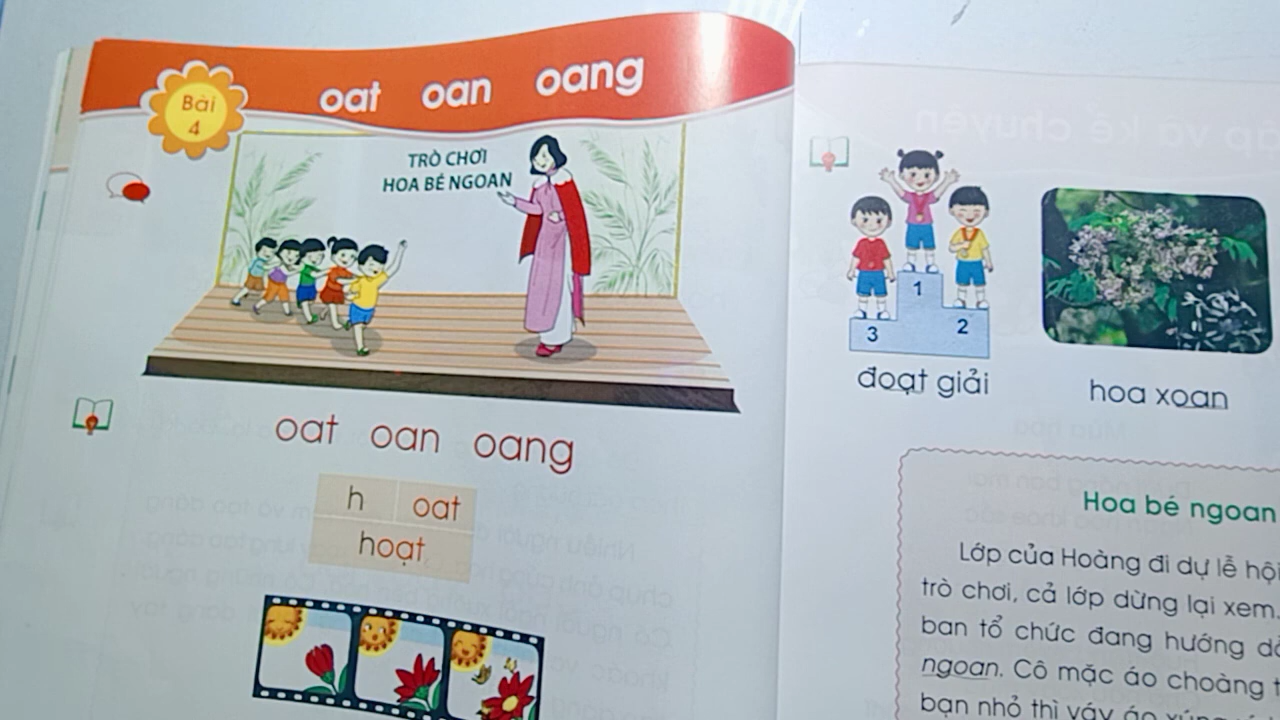 Bài
4
oat oan oang
TRÒ CHƠI
HOA BÉ NGOAN
oat oan oang
h oat
hoạt
1
3 2
đoạt giải
hoa xoan
Hoa bé ngoan
Lớp của Hoàng đi dự lễ hội
trò chơi, cả lớp dừng lại xem.
ban tổ chức đang hướng
ngoan. Cô mặc áo choàng
bạn nhỏ thì váy áo